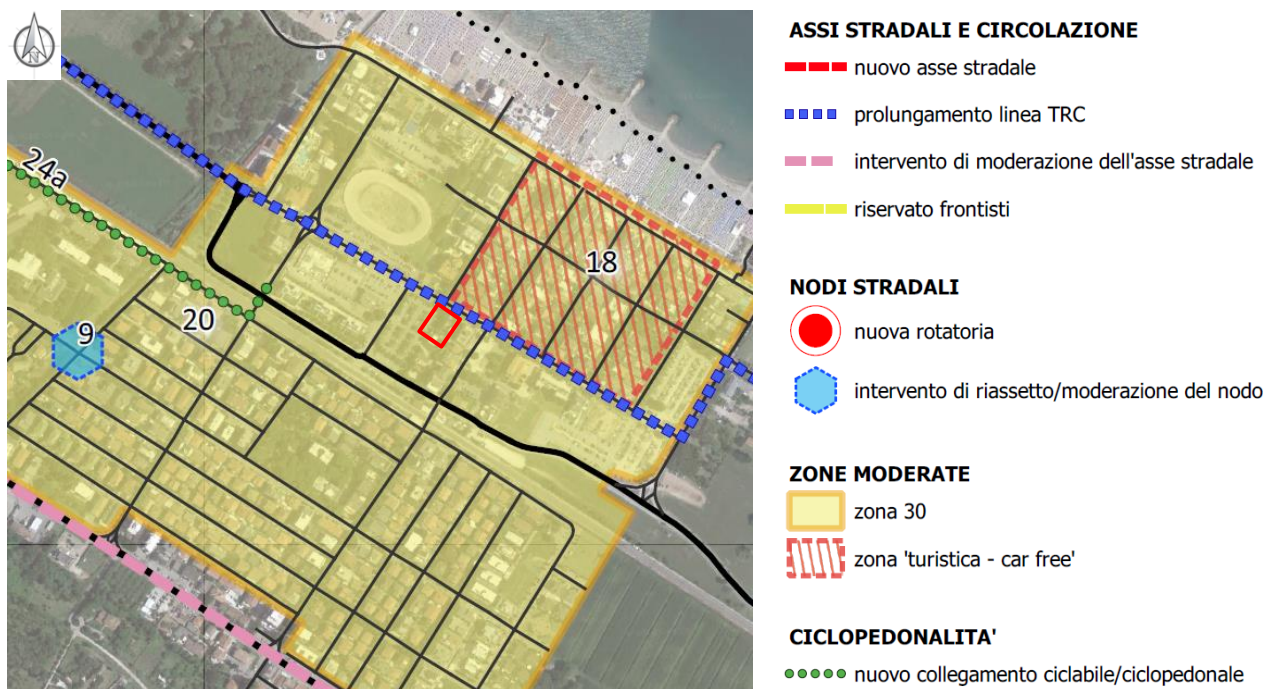 N
24a
18
20
9
ASSI STRADALI E CIRCOLAZIONE
nuovo asse stradale
prolungamento linea TRC
intervento di moderazione dell'asse stradale
riservato frontisti
NODI STRADALI
nuova rotatoria
intervento di riassetto/moderazione del nodo
ZONE MODERATE
zona 30
zona 'turistica - car free'
CICLOPEDONALITA'
nuovo collegamento ciclabile/ciclopedonale